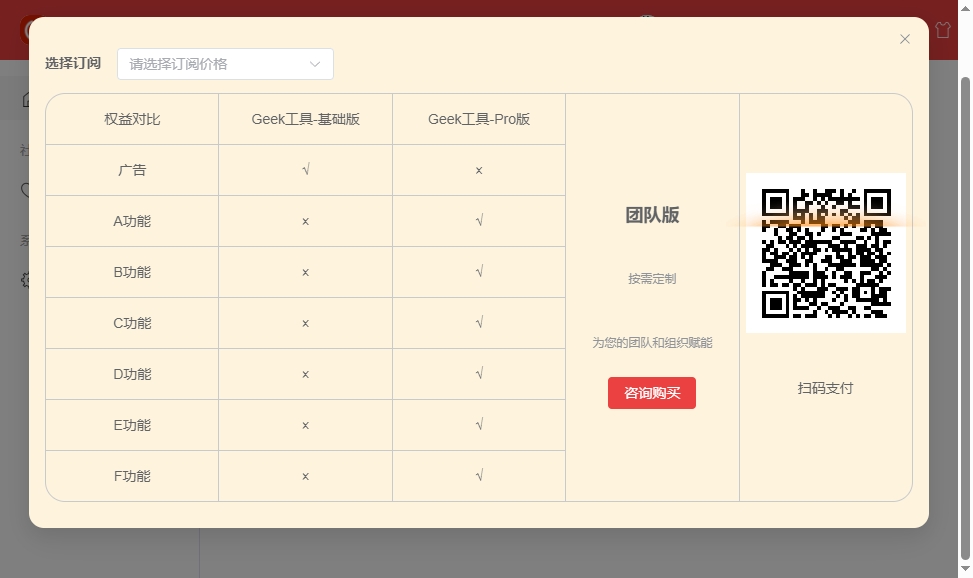 选择订阅 请选择订阅价格
权益对比 Geek工具-基础版 Geek工具-Pro版
广告 √ ×
A功能 × √
B功能 × √
C功能 × √
D功能 × √
E功能 × √
F功能 × √
团队版
按需定制
为您的团队和组织赋能
咨询购买
扫码支付